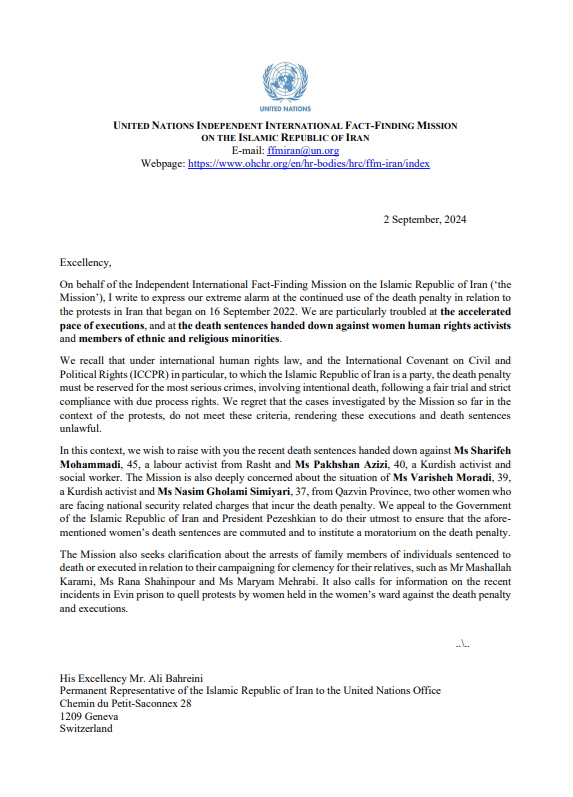 UNITED NATIONS
UNITED NATIONS INDEPENDENT INTERNATIONAL FACT-FINDING MISSION
ON THE ISLAMIC REPUBLIC OF IRAN
E-mail: ffmiran@un.org
Webpage: https://www.ohchr.org/en/hr-bodies/hrc/ffm-iran/index
2 September, 2024
Excellency,
On behalf of the Independent International Fact-Finding Mission on the Islamic Republic of Iran (‘the
Mission’), I write to express our extreme alarm at the continued use of the death penalty in relation to
the protests in Iran that began on 16 September 2022. We are particularly troubled at the accelerated
pace of executions, and at the death sentences handed down against women human rights activists
and members of ethnic and religious minorities.
We recall that under international human rights law, and the International Covenant on Civil and
Political Rights (ICCPR) in particular, to which the Islamic Republic of Iran is a party, the death penalty
must be reserved for the most serious crimes, involving intentional death, following a fair trial and strict
compliance with due process rights. We regret that the cases investigated by the Mission so far in the
context of the protests, do not meet these criteria, rendering these executions and death sentences
unlawful.
In this context, we wish to raise with you the recent death sentences handed down against Ms Sharifeh
Mohammadi, 45, a labour activist from Rasht and Ms Pakhshan Azizi, 40, a Kurdish activist and
social worker. The Mission is also deeply concerned about the situation of Ms Varisheh Moradi, 39,
a Kurdish activist and Ms Nasim Gholami Simiyari, 37, from Qazvin Province, two other women who
are facing national security related charges that incur the death penalty. We appeal to the Government
of the Islamic Republic of Iran and President Pezeshkian to do their utmost to ensure that the afore-
mentioned women’s death sentences are commuted and to institute a moratorium on the death penalty.
The Mission also seeks clarification about the arrests of family members of individuals sentenced to
death or executed in relation to their campaigning for clemency for their relatives, such as Mr Mashallah
Karami, Ms Rana Shahinpour and Ms Maryam Mehrabi. It also calls for information on the recent
incidents in Evin prison to quell protests by women held in the women’s ward against the death penalty
and executions.
..\..
His Excellency Mr. Ali Bahreini
Permanent Representative of the Islamic Republic of Iran to the United Nations Office
Chemin du Petit-Saconnex 28
1209 Geneva
Switzerland